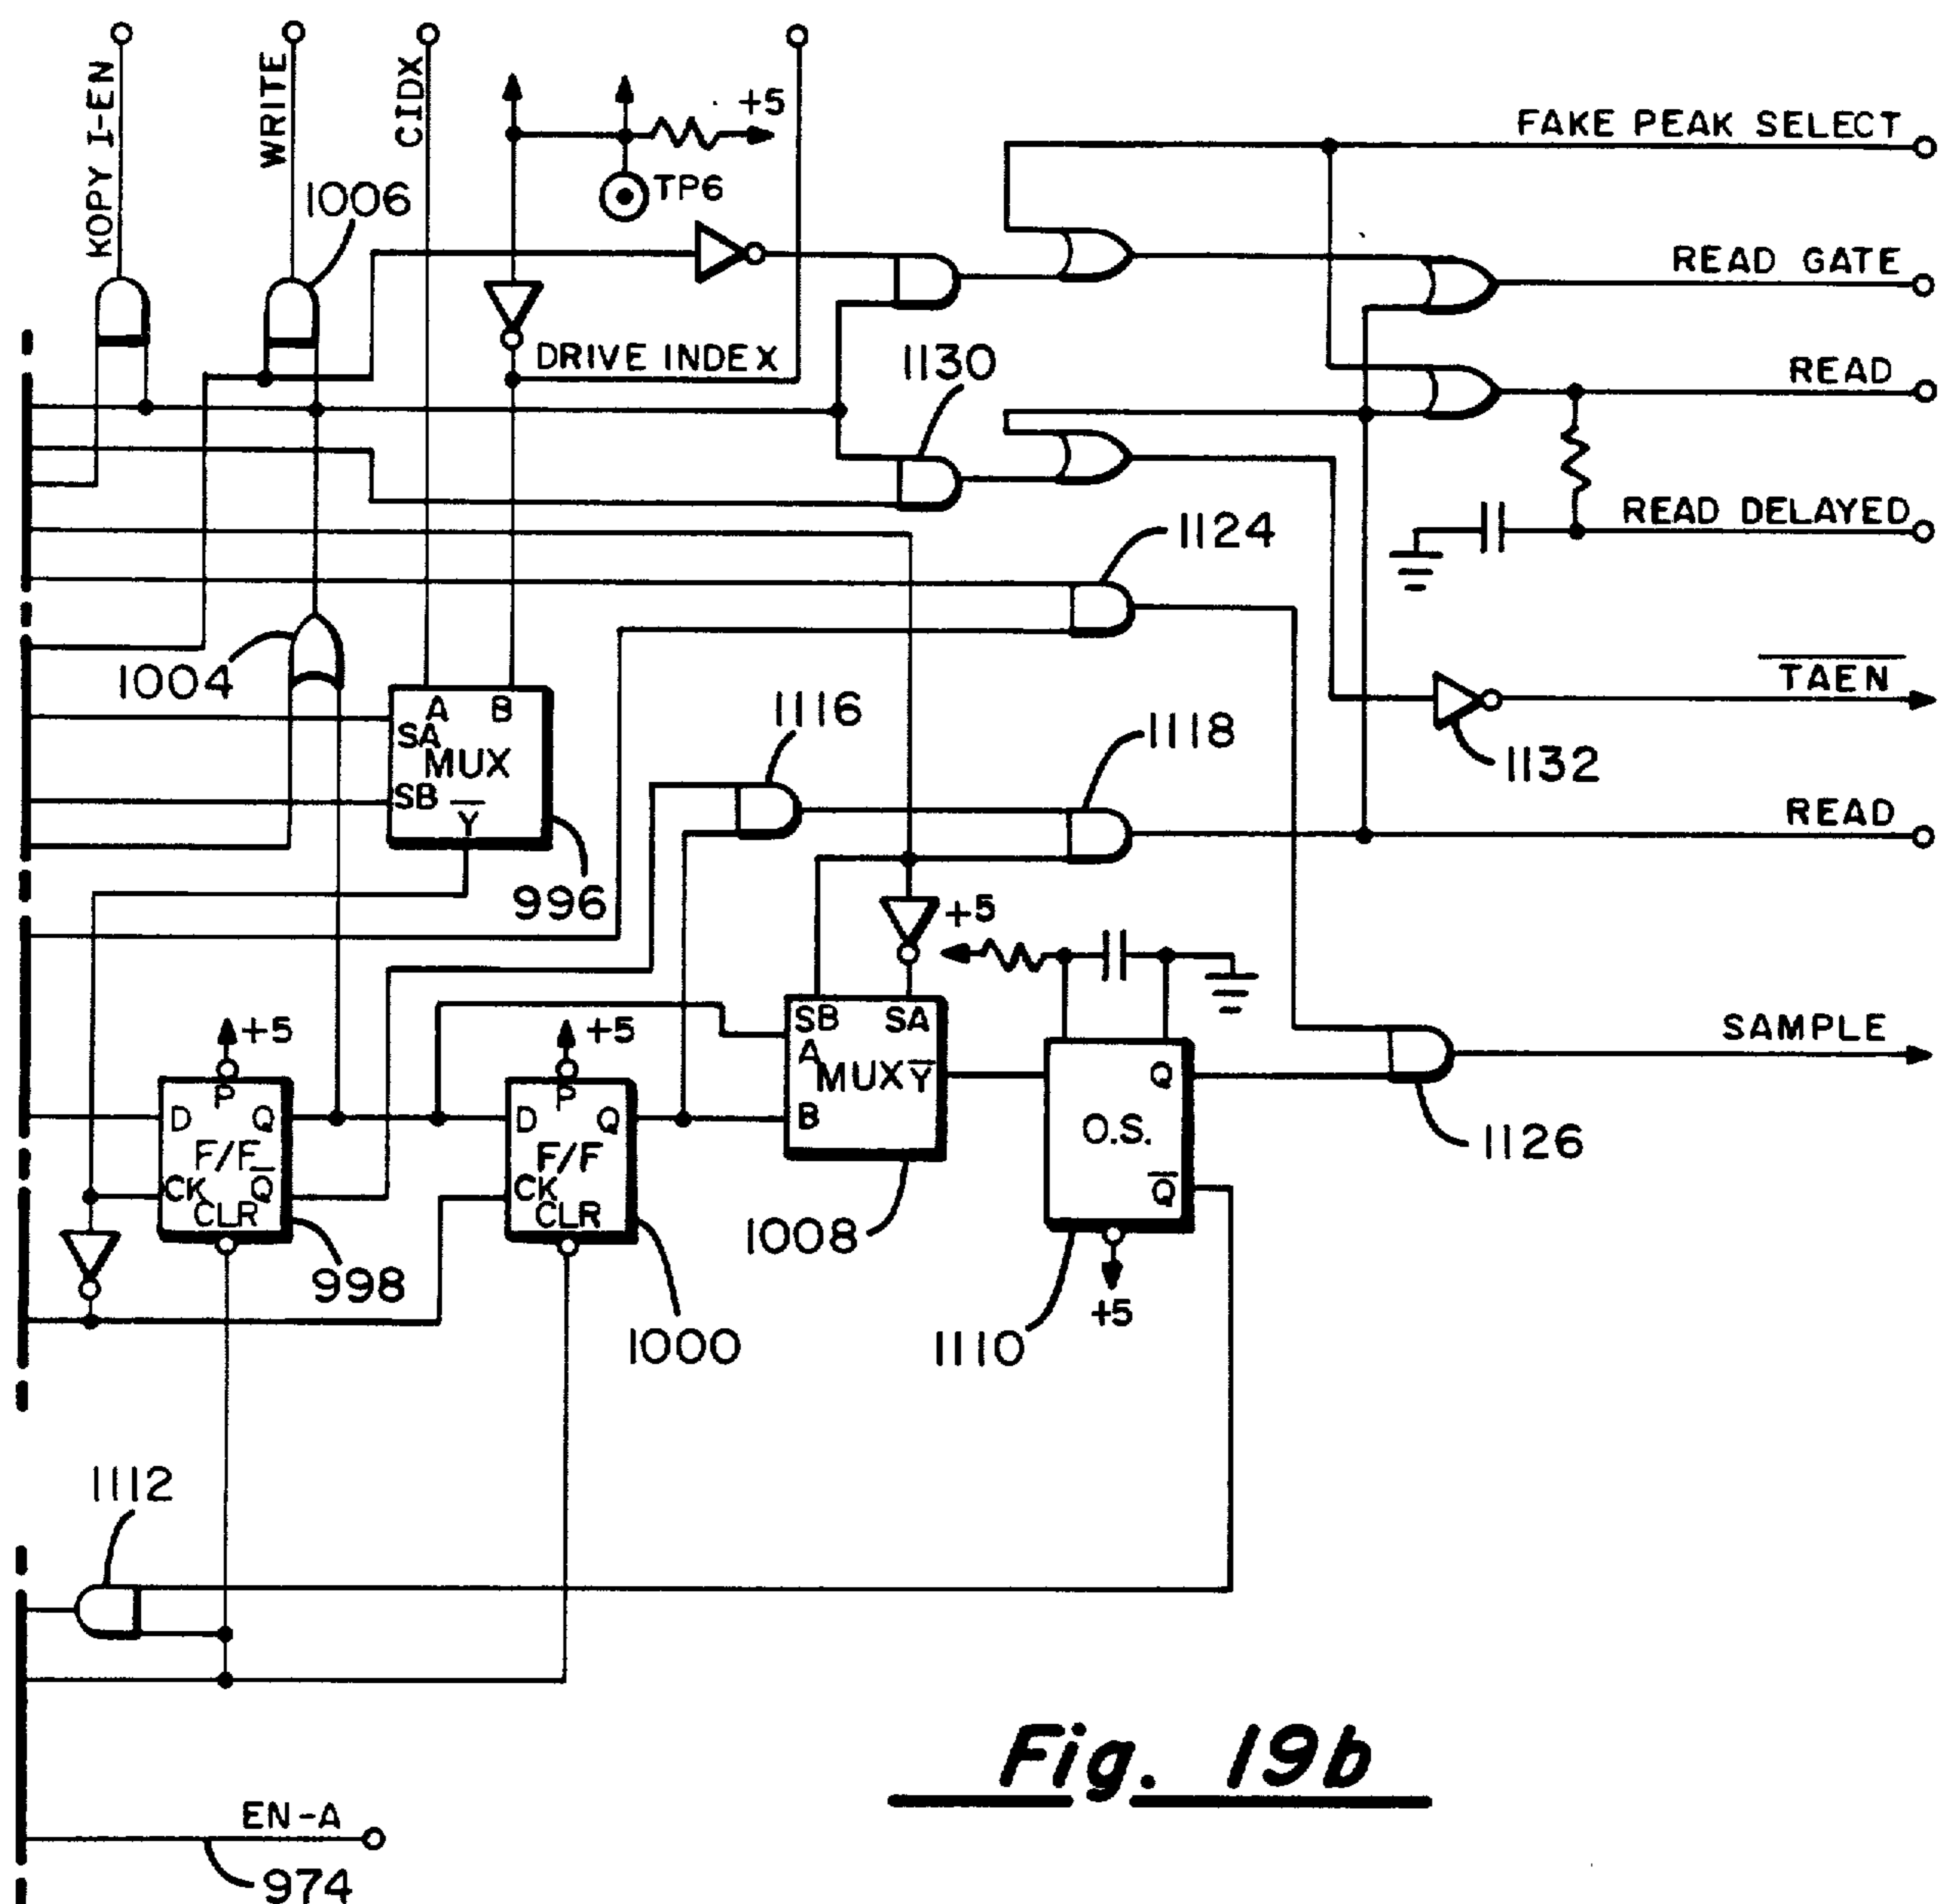 KOPY I-EN
WRITE
CIDX
+5
TP6
1006
DRIVE INDEX
1130
FAKE PEAK SELECT
READ GATE
READ
READ DELAYED
1124
1004
A B
SA
MUX
SB Y̅
996
1116
1118
T̅A̅E̅N̅
1132
READ
+5
SB SA
A
MUX Y̅
B
1008
+5
P
D Q
F/F
CK Q̅
CLR
998
+5
P
D Q
F/F
CK
CLR
1000
Q
O.S.
Q̅
+5
1110
SAMPLE
1126
1112
EN-A
974
Fig. 19b